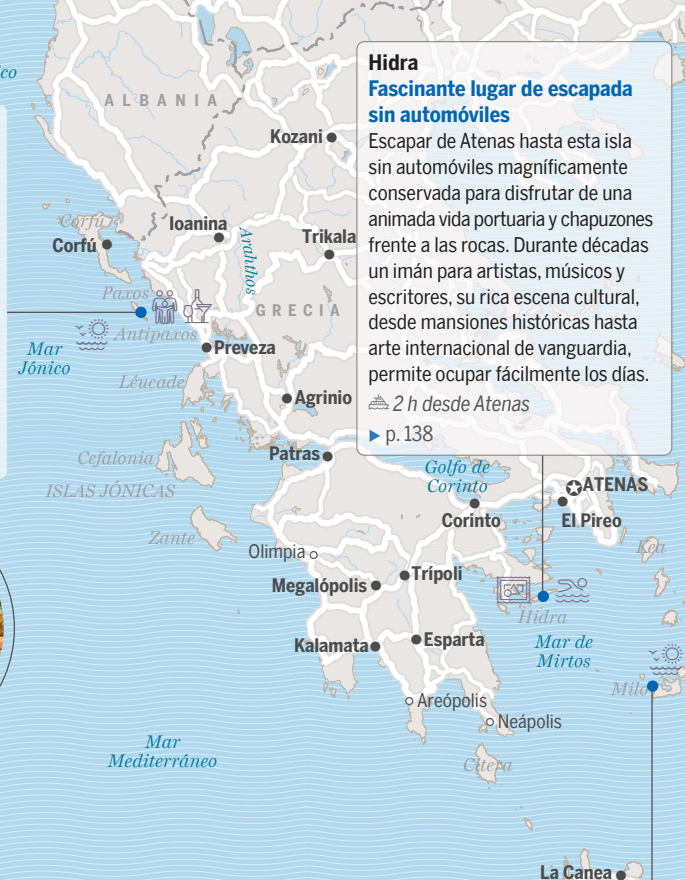 ico
ALBANIA
Hidra
Fascinante lugar de escapada
sin automóviles
Escapar de Atenas hasta esta isla
sin automóviles magníficamente
conservada para disfrutar de una
animada vida portuaria y chapuzones
frente a las rocas. Durante décadas
un imán para artistas, músicos y
escritores, su rica escena cultural,
desde mansiones históricas hasta
arte internacional de vanguardia,
permite ocupar fácilmente los días.
2 h desde Atenas
p. 138
Kozani
Corfú
Corfú
Ioanina
Arahthos
Trikala
Paxos
Antipaxos
GRECIA
Mar
Jónico
Preveza
Léucade
Agrinio
Patras
Cefalonia
ISLAS JÓNICAS
Golfo de
Corinto
ATENAS
El Pireo
Corinto
Zante
Olimpia
Kea
Megalópolis
Trípoli
Hidra
Kalamata
Esparta
Mar de
Mirtos
Milo
Areópolis
Neápolis
Mar
Mediterráneo
Citera
La Canea